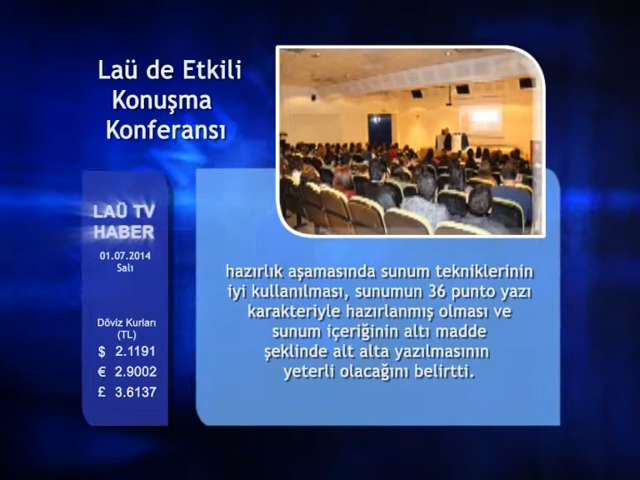 Laü de Etkili
Konuşma
Konferansı
LAÜ TV
HABER
01.07.2014
Salı
Döviz Kurları
(TL)
$ 2.1191
€ 2.9002
£ 3.6137
hazırlık aşamasında sunum tekniklerinin
iyi kullanılması, sunumun 36 punto yazı
karakteriyle hazırlanmış olması ve
sunum içeriğinin altı madde
şeklinde alt alta yazılmasının
yeterli olacağını belirtti.